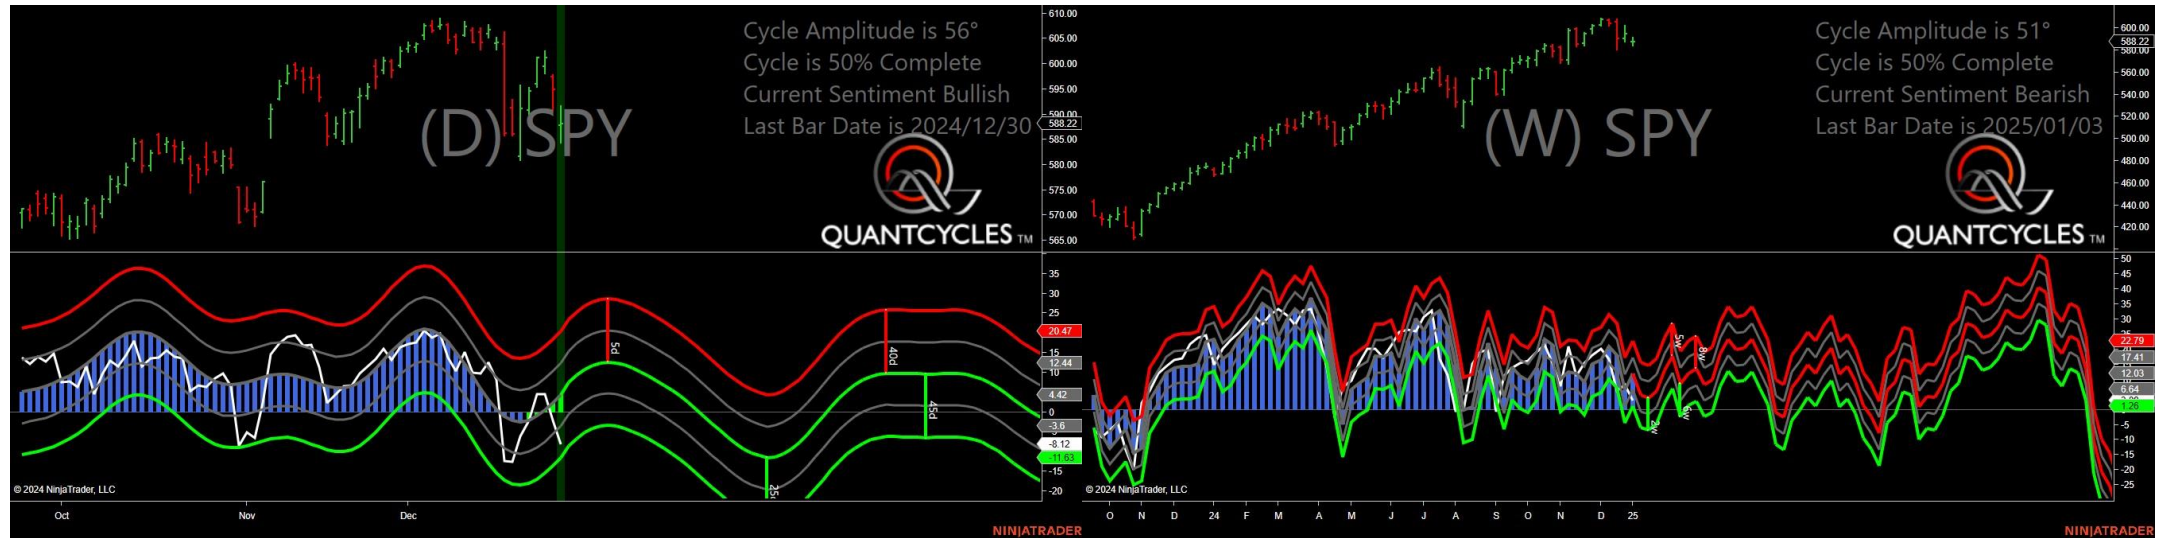 Cycle Amplitude is 56°
Cycle is 50% Complete
Current Sentiment Bullish
Last Bar Date is 2024/12/30
(D) SPY
QUANTCYCLES TM
610.00
605.00
600.00
595.00
590.00
588.22
585.00
580.00
575.00
570.00
565.00
35
30
25
20.47
15
12.44
10
4.42
0
-3.6
-8.12
-11.63
-15
-20
5d
40d
45d
25d
© 2024 NinjaTrader, LLC
Oct Nov Dec
NINJATRADER
Cycle Amplitude is 51°
Cycle is 50% Complete
Current Sentiment Bearish
Last Bar Date is 2025/01/03
(W) SPY
QUANTCYCLES TM
600.00
588.22
580.00
560.00
540.00
520.00
500.00
480.00
460.00
440.00
420.00
50
45
40
35
30
25
22.79
17.41
12.03
6.64
1.26
-5
-10
-15
-20
-25
5w
8w
6w
2w
© 2024 NinjaTrader, LLC
O N D 24 F M A M J J A S O N D 25
NINJATRADER